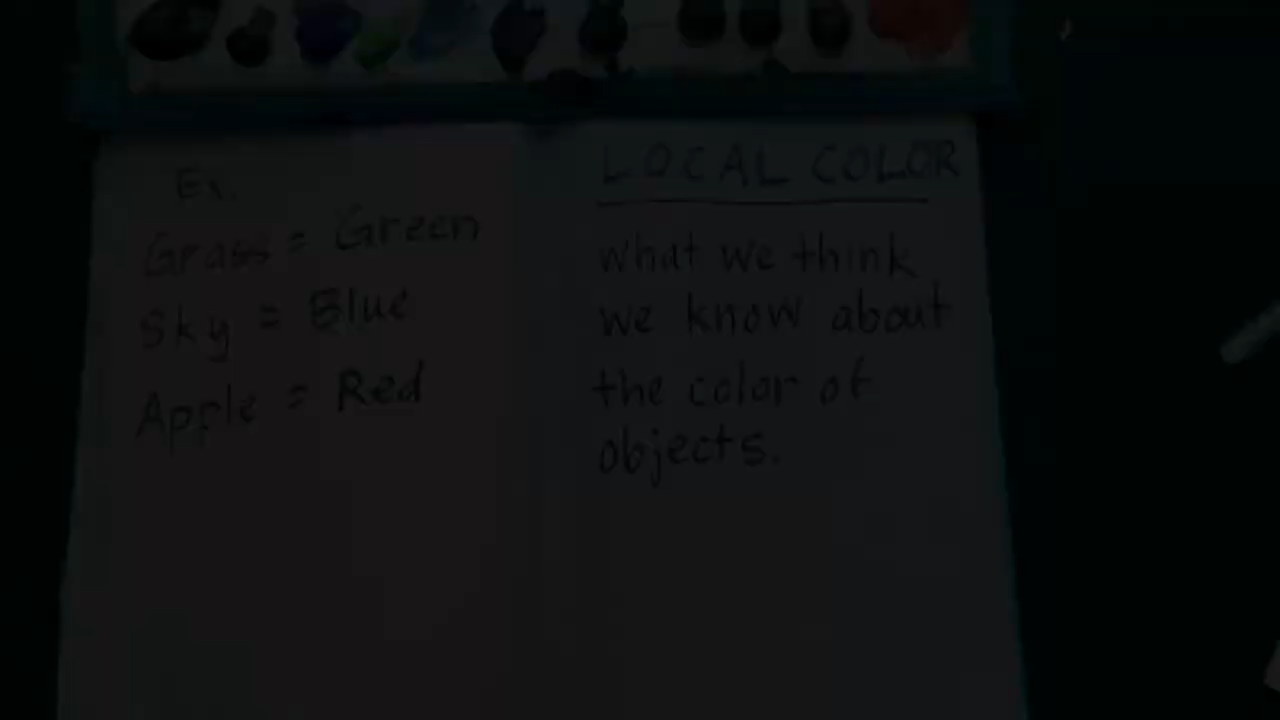 Ex.
Grass = Green
Sky = Blue
Apple = Red
LOCAL COLOR
what we think
we know about
the color of
objects.